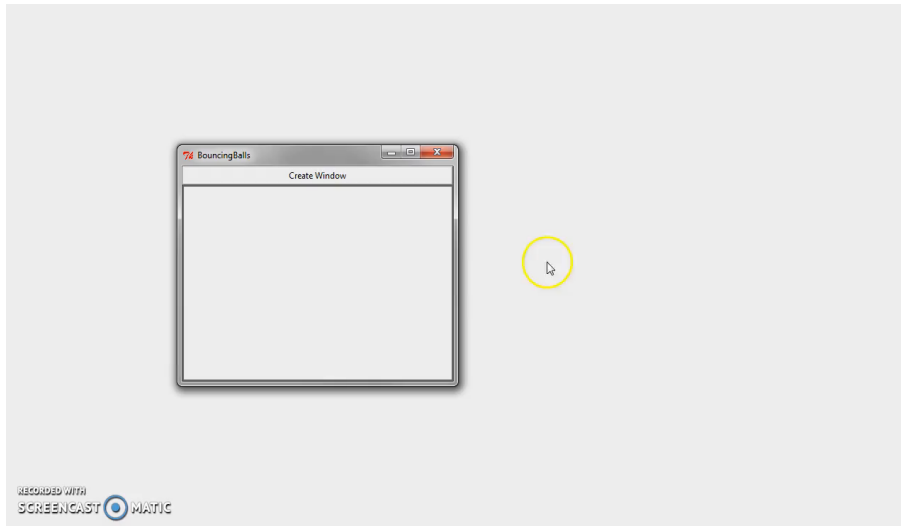 BouncingBalls
Create Window
RECORDED WITH
SCREENCAST MATIC